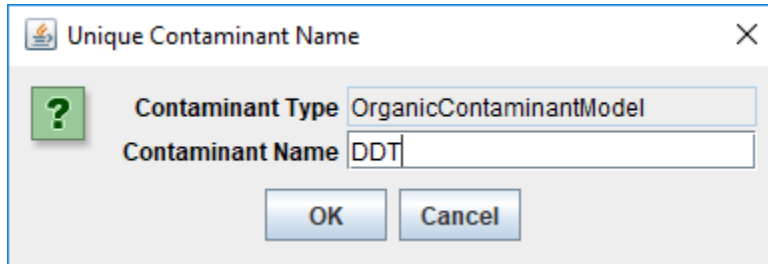 Unique Contaminant Name
Contaminant Type OrganicContaminantModel
Contaminant Name DDT
OK Cancel